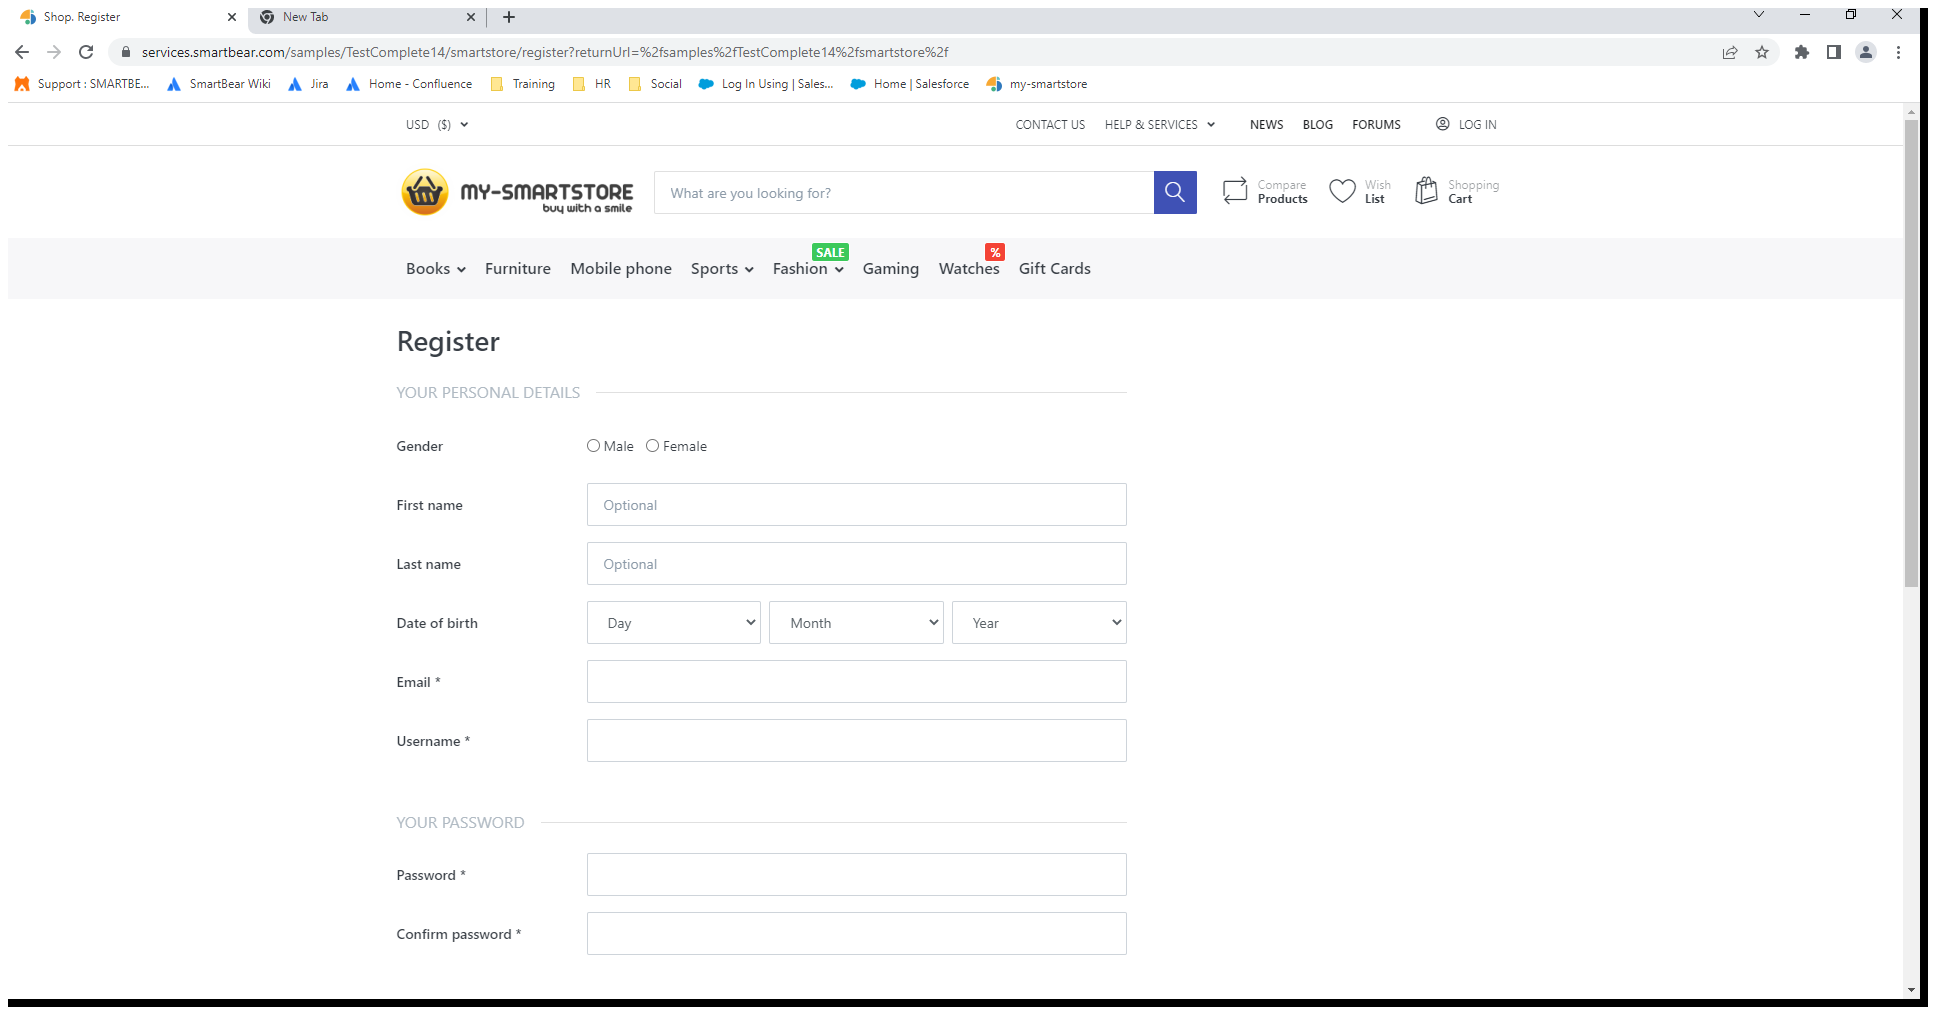 Shop. Register
New Tab
services.smartbear.com/samples/TestComplete14/smartstore/register?returnUrl=%2fsamples%2fTestComplete14%2fsmartstore%2f
Support : SMARTBE... SmartBear Wiki Jira Home - Confluence Training HR Social Log In Using | Sales... Home | Salesforce my-smartstore
USD ($) CONTACT US HELP & SERVICES NEWS BLOG FORUMS LOG IN
MY-SMARTSTORE
buy with a smile
What are you looking for?
Compare
Products
Wish
List
Shopping
Cart
SALE %
Books Furniture Mobile phone Sports Fashion Gaming Watches Gift Cards
Register
YOUR PERSONAL DETAILS
Gender Male Female
First name Optional
Last name Optional
Date of birth Day Month Year
Email *
Username *
YOUR PASSWORD
Password *
Confirm password *